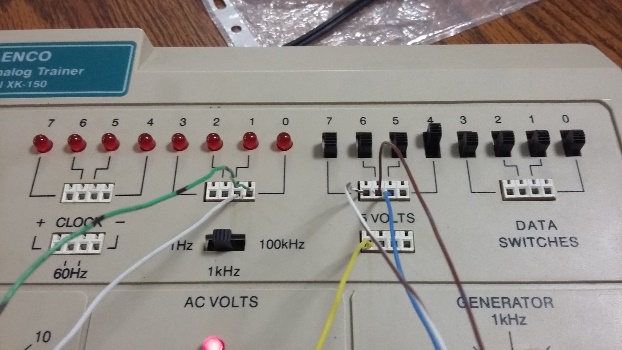 ENCO
nalog Trainer
XK-150
7 6 5 4 3 2 1 0
7 6 5 4 3 2 1 0
+ CLOCK −
5 VOLTS
DATA
SWITCHES
1Hz
100kHz
60Hz
1kHz
AC VOLTS
GENERATOR
1kHz
10